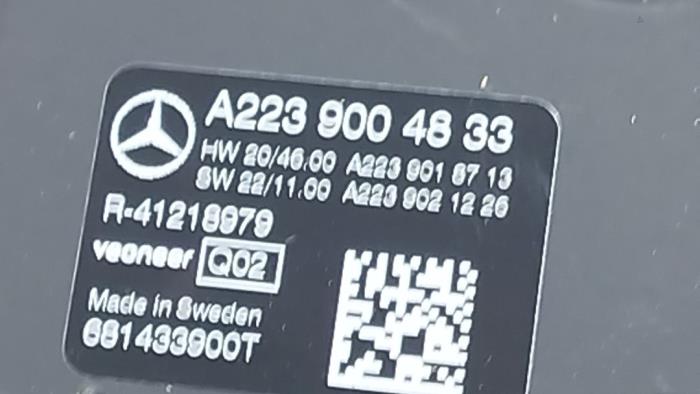 A223 900 48 33
HW 20/46.00 A223 901 87 13
SW 22/11.00 A223 902 12 26
R-41218979
veoneer Q02
Made in Sweden
681433900T